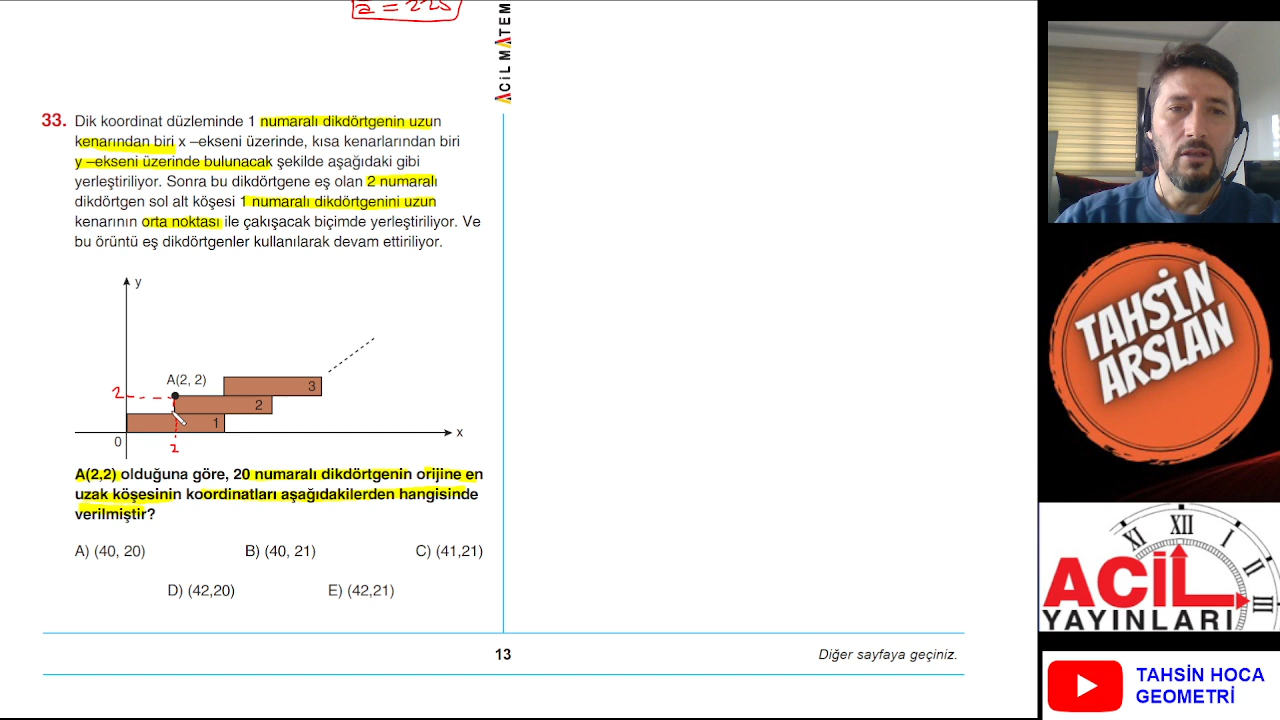 a = 225
ACİL MATEM
33. Dik koordinat düzleminde 1 numaralı dikdörtgenin uzun
kenarından biri x –ekseni üzerinde, kısa kenarlarından biri
y –ekseni üzerinde bulunacak şekilde aşağıdaki gibi
yerleştiriliyor. Sonra bu dikdörtgene eş olan 2 numaralı
dikdörtgen sol alt köşesi 1 numaralı dikdörtgenini uzun
kenarının orta noktası ile çakışacak biçimde yerleştiriliyor. Ve
bu örüntü eş dikdörtgenler kullanılarak devam ettiriliyor.
y
A(2, 2)
3
2
2
1
0
x
2
A(2,2) olduğuna göre, 20 numaralı dikdörtgenin orijine en
uzak köşesinin koordinatları aşağıdakilerden hangisinde
verilmiştir?
A) (40, 20) B) (40, 21) C) (41,21)
D) (42,20) E) (42,21)
13
Diğer sayfaya geçiniz.
TAHSİN
ARSLAN
XI XII I II III
ACİL
YAYINLARI
TAHSİN HOCA
GEOMETRİ